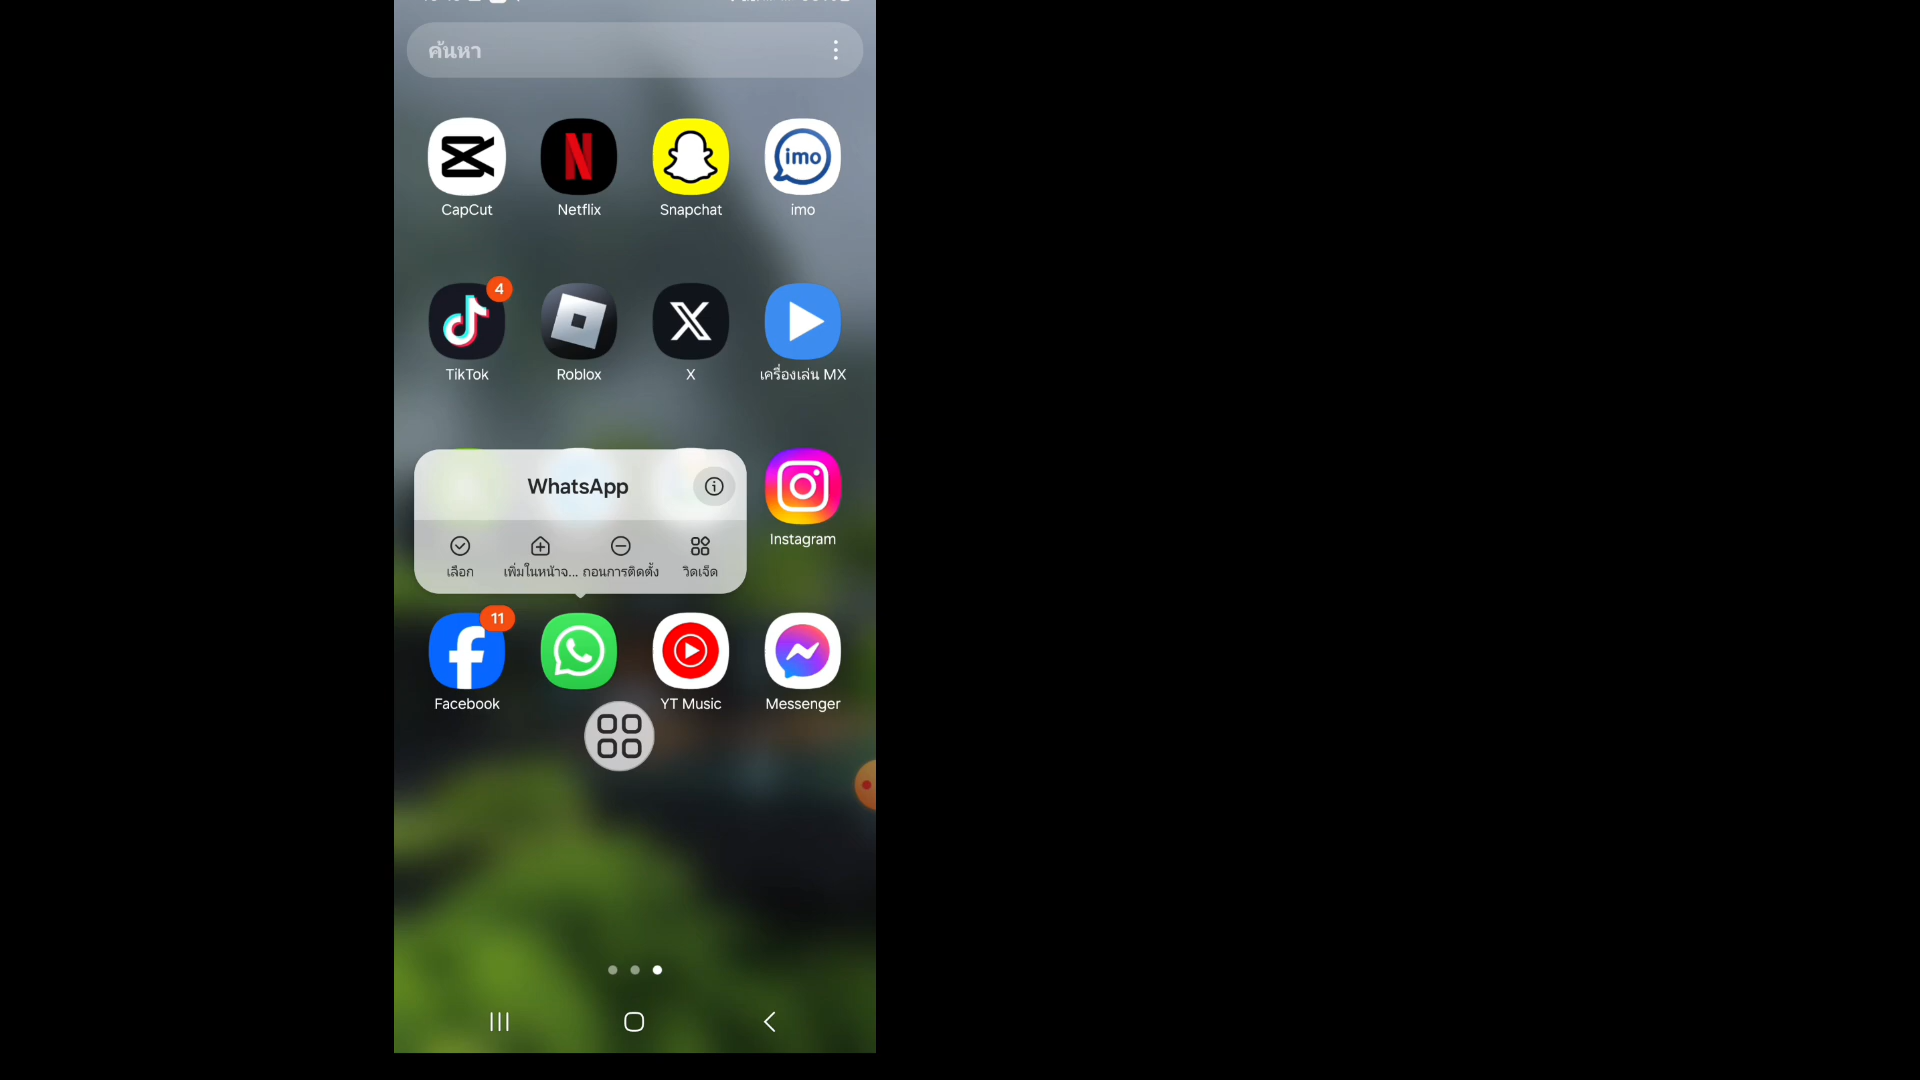 ค้นหา
CapCut
Netflix
Snapchat
imo
imo
4
TikTok
Roblox
X
เครื่องเล่น MX
WhatsApp
Instagram
เลือก
เพิ่มในหน้าจ...
ถอนการติดตั้ง
วิดเจ็ต
11
Facebook
YT Music
Messenger